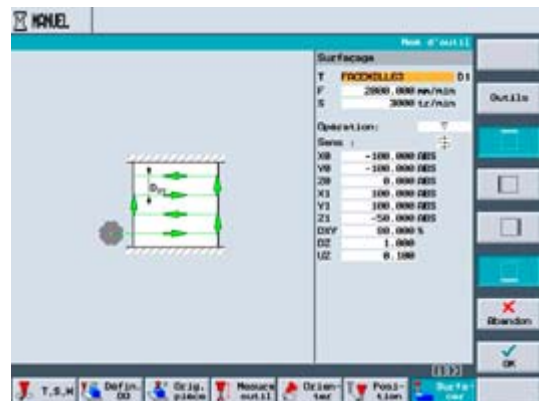 MANUEL
Nom d'outil
Surfaçage
T FACEMILL63 D1
F 2000.000 mm/min
S 3000 tr/min
Outils
Opération: ▽
Sens :
X0 -100.000 ABS
Y0 -100.000 ABS
Z0 0.000 ABS
X1 100.000 ABS
Y1 100.000 ABS
Z1 -50.000 ABS
DXY 80.000 %
DZ 1.000
UZ 0.100
Abandon
OK
T,S,M
Défin. DO
Orig. pièce
Mesure outil
Orien- ter
Posi- tion
Surfa- cer